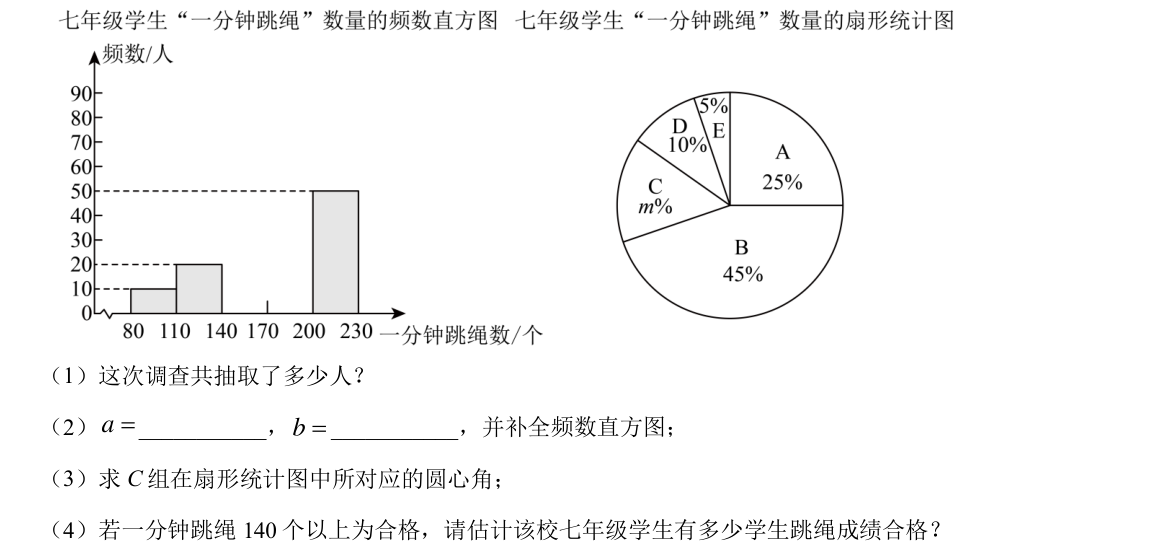 七年级学生“一分钟跳绳”数量的频数直方图 七年级学生“一分钟跳绳”数量的扇形统计图
频数/人
90
80
70
60
50
40
30
20
10
0
80 110 140 170 200 230 一分钟跳绳数/个
5%
E
D
10%
A
25%
C
m%
B
45%
（1）这次调查共抽取了多少人？
（2）a =__________，b =__________，并补全频数直方图；
（3）求 C 组在扇形统计图中所对应的圆心角；
（4）若一分钟跳绳 140 个以上为合格，请估计该校七年级学生有多少学生跳绳成绩合格？